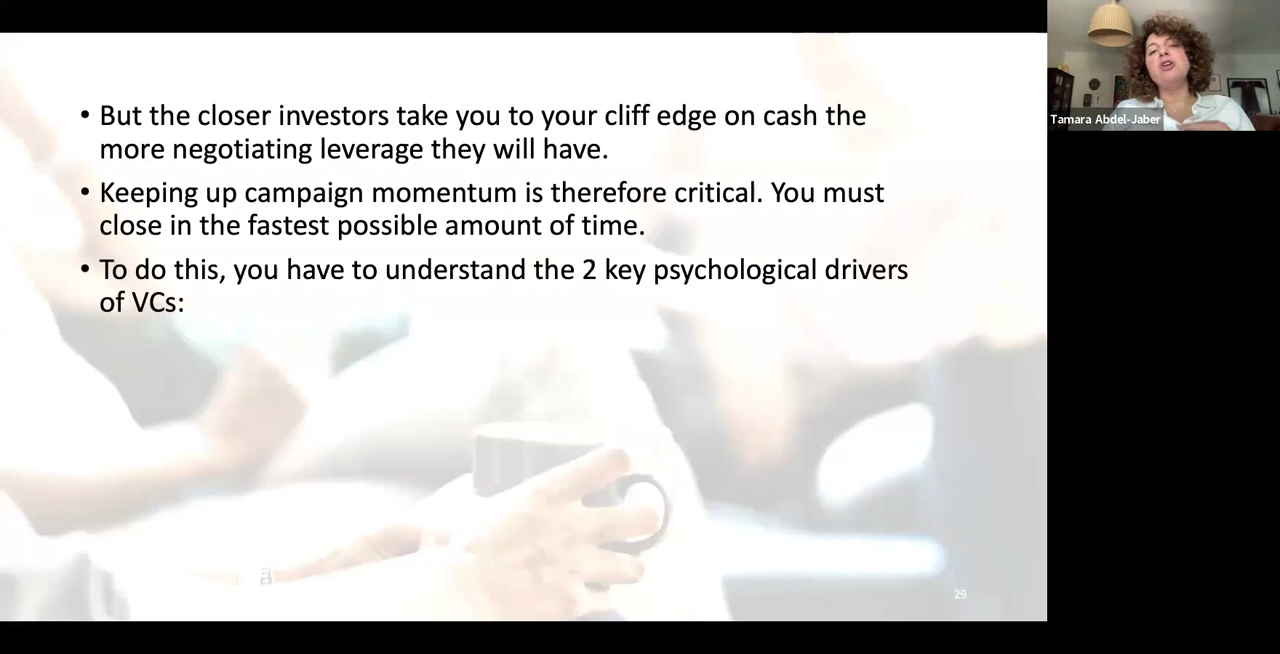 • But the closer investors take you to your cliff edge on cash the
more negotiating leverage they will have.
• Keeping up campaign momentum is therefore critical. You must
close in the fastest possible amount of time.
• To do this, you have to understand the 2 key psychological drivers
of VCs:
29
Tamara Abdel-Jaber